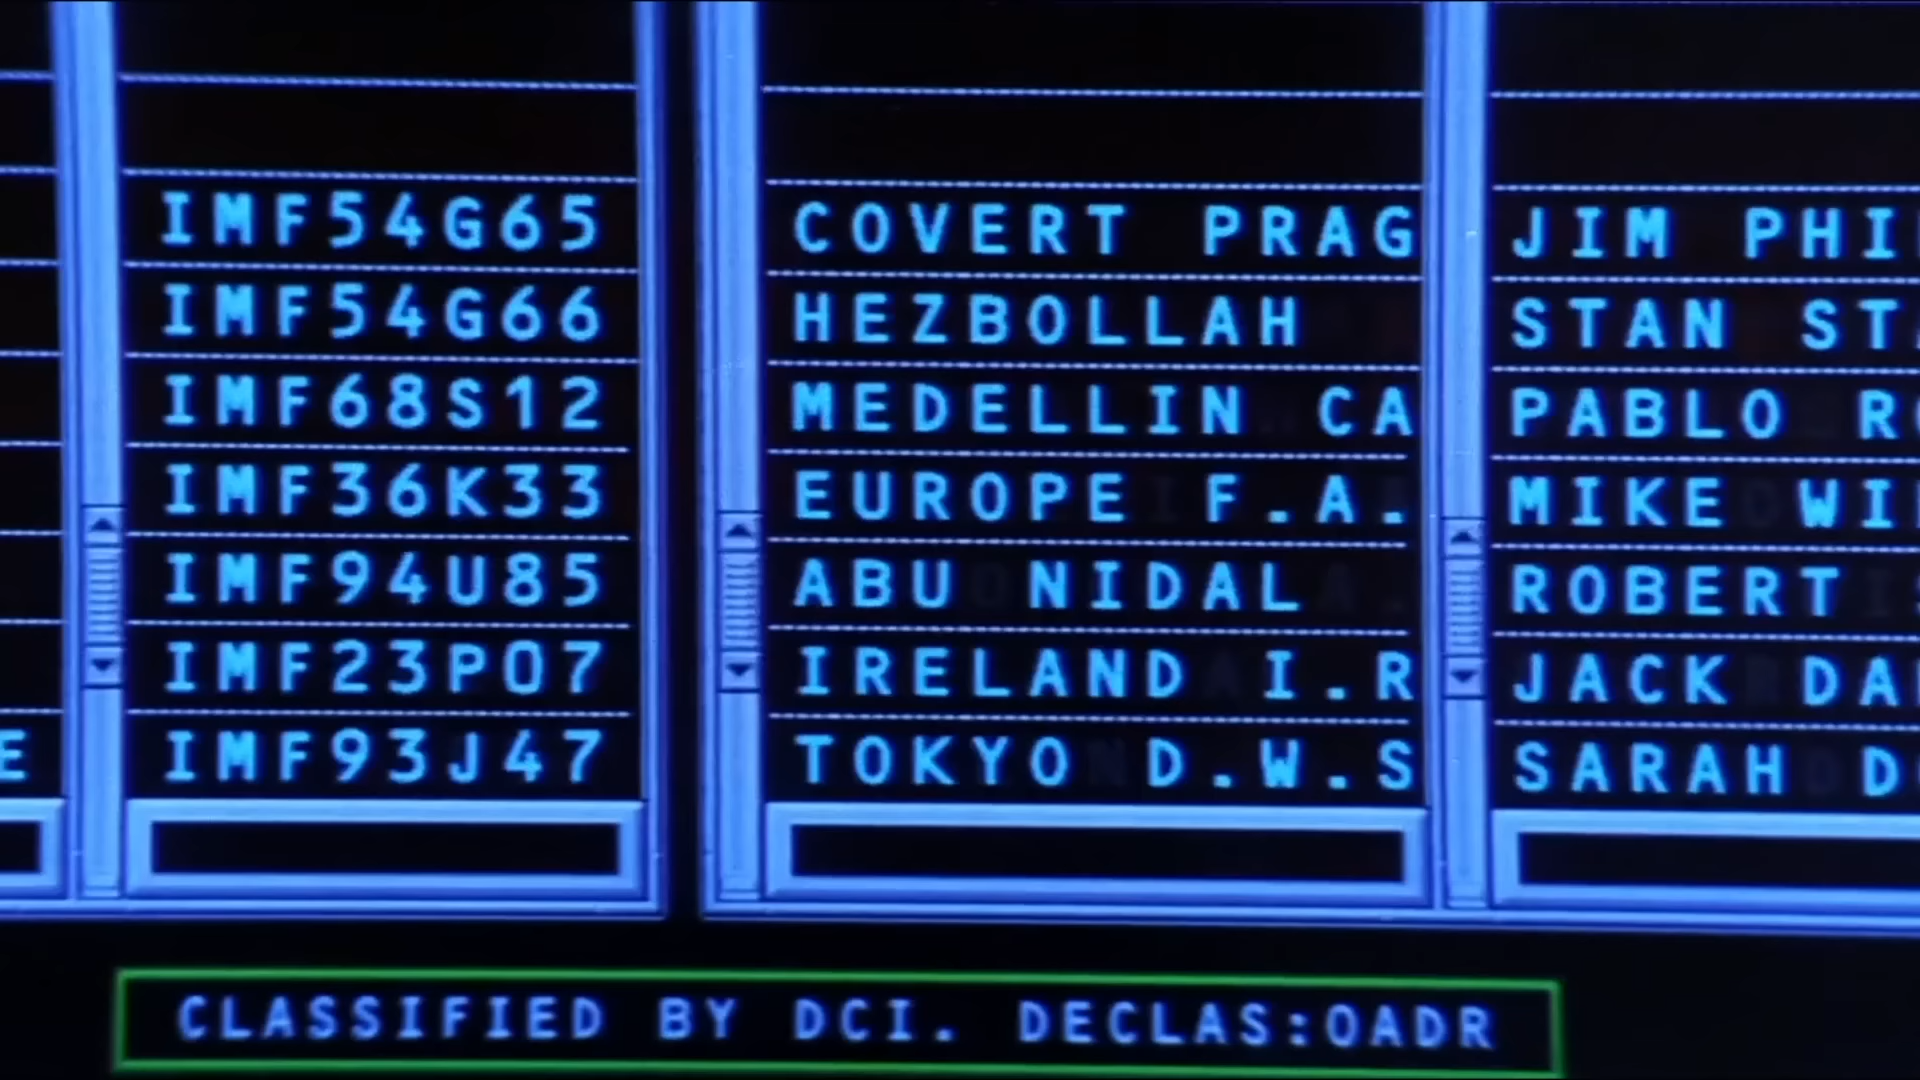 IMF54G65 COVERT PRAG JIM PHI
IMF54G66 HEZBOLLAH STAN ST
IMF68S12 MEDELLIN CA PABLO R
IMF36K33 EUROPE F.A. MIKE WI
IMF94U85 ABU NIDAL ROBERT
IMF23P07 IRELAND I.R JACK DA
E IMF93J47 TOKYO D.W.S SARAH D
CLASSIFIED BY DCI. DECLAS:OADR